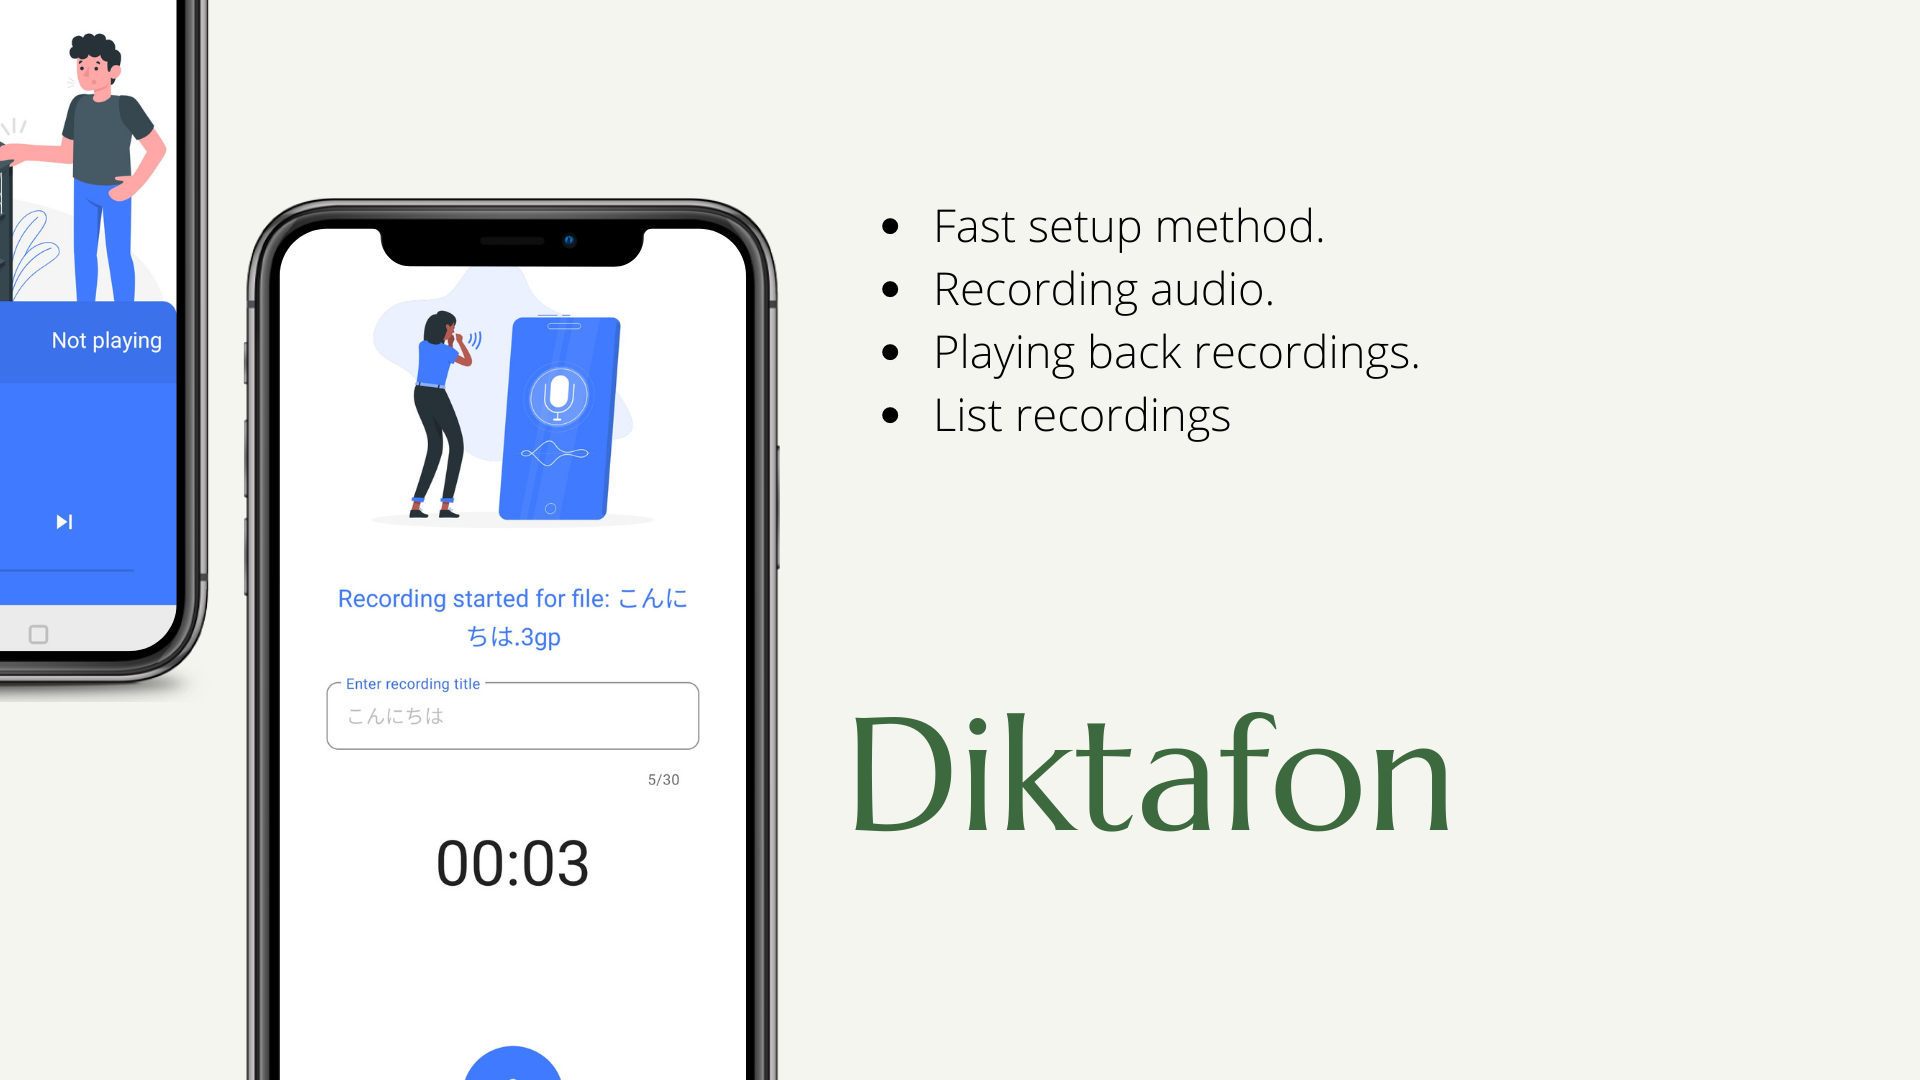 Not playing
Recording started for file: こんに
ちは.3gp
Enter recording title
こんにちは
5/30
00:03
Fast setup method.
Recording audio.
Playing back recordings.
List recordings
Diktafon